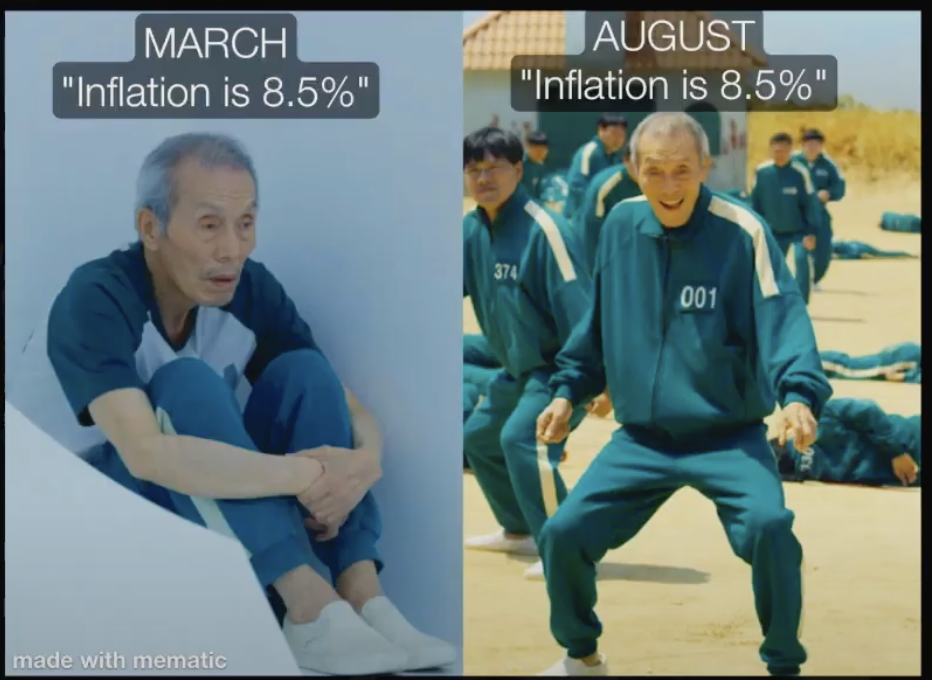 MARCH
"Inflation is 8.5%"
AUGUST
"Inflation is 8.5%"
374
001
made with mematic